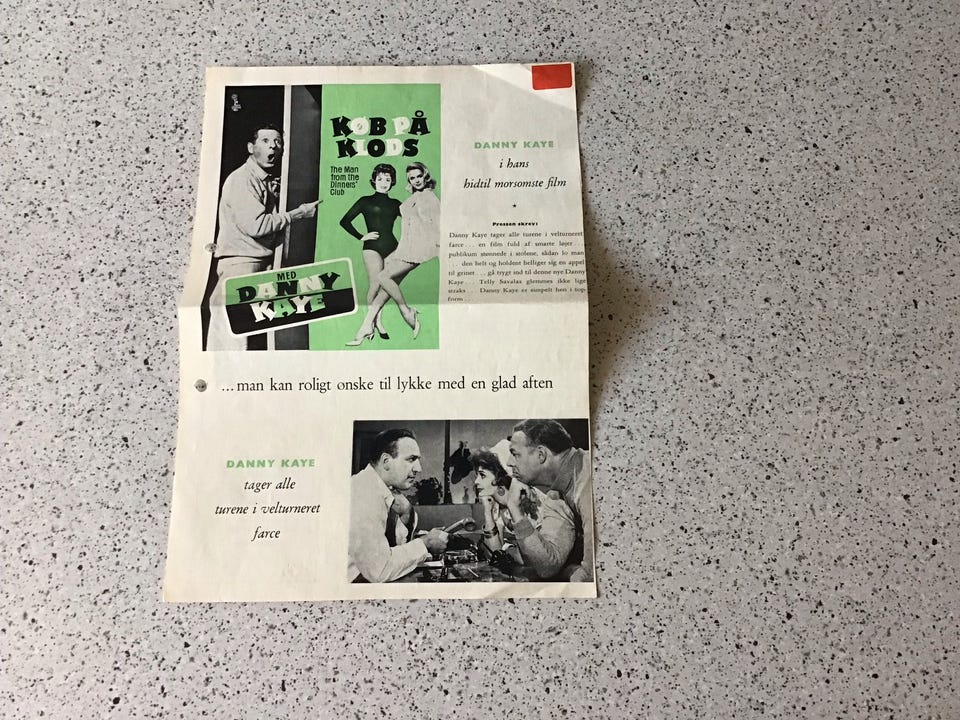 KØB PÅ
KLODS
The Man
from the
Dinners'
Club
MED
DANNY
KAYE
DANNY KAYE
i hans
hidtil morsomste film
Pressen skrev:
Danny Kaye tager alle turene i velturneret
farce... en film fuld af smarte løjer...
publikum stønnede i stolene, sådan lo man
... den helt og holdent helliger sig en appel
til grinet... gå trygt ind til denne nye Danny
Kaye... Telly Savalas glemmes ikke lige
straks... Danny Kaye er simpelt hen i top-
form...
...man kan roligt ønske til lykke med en glad aften
DANNY KAYE
tager alle
turene i velturneret
farce